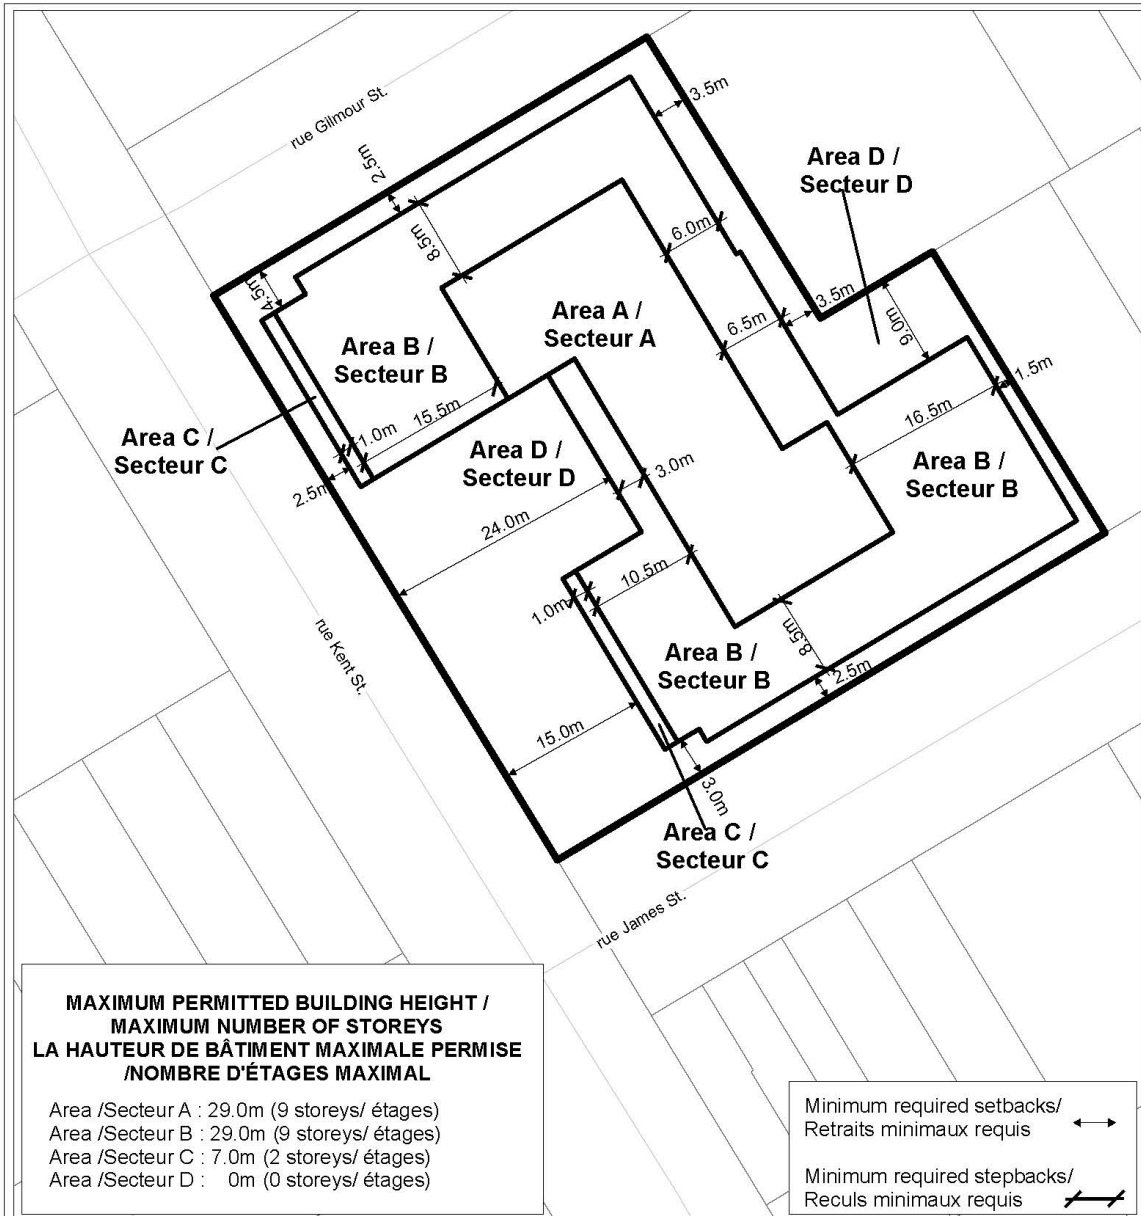 rue Gilmour St.
3.5m
2.5m
Area D /
Secteur D
8.5m
6.0m
4.5m
3.5m
Area A /
Secteur A
6.5m
9.0m
Area B /
Secteur B
1.5m
15.5m
16.5m
Area C /
Secteur C
1.0m
Area D /
Secteur D
3.0m
Area B /
Secteur B
2.5m
24.0m
10.5m
1.0m
rue Kent St.
8.5m
Area B /
Secteur B
2.5m
15.0m
3.0m
Area C /
Secteur C
rue James St.
MAXIMUM PERMITTED BUILDING HEIGHT /
MAXIMUM NUMBER OF STOREYS
LA HAUTEUR DE BÂTIMENT MAXIMALE PERMISE
/NOMBRE D'ÉTAGES MAXIMAL
Area /Secteur A : 29.0m (9 storeys/ étages)
Area /Secteur B : 29.0m (9 storeys/ étages)
Area /Secteur C : 7.0m (2 storeys/ étages)
Area /Secteur D : 0m (0 storeys/ étages)
Minimum required setbacks/
Retraits minimaux requis
Minimum required stepbacks/
Reculs minimaux requis